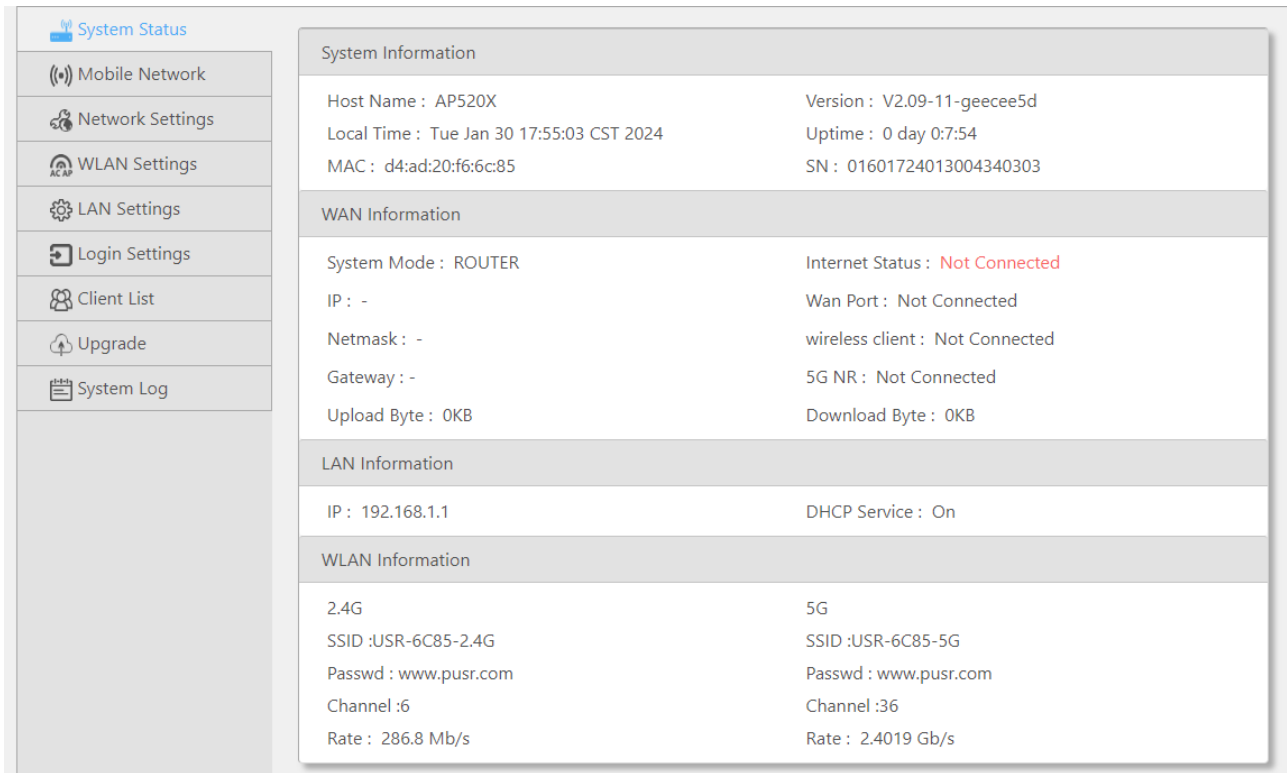 System Status
Mobile Network
Network Settings
WLAN Settings
AC AP
LAN Settings
Login Settings
Client List
Upgrade
System Log
System Information
Host Name : AP520X
Version : V2.09-11-geecee5d
Local Time : Tue Jan 30 17:55:03 CST 2024
Uptime : 0 day 0:7:54
MAC : d4:ad:20:f6:6c:85
SN : 01601724013004340303
WAN Information
System Mode : ROUTER
Internet Status : Not Connected
IP : -
Wan Port : Not Connected
Netmask : -
wireless client : Not Connected
Gateway : -
5G NR : Not Connected
Upload Byte : 0KB
Download Byte : 0KB
LAN Information
IP : 192.168.1.1
DHCP Service : On
WLAN Information
2.4G
5G
SSID :USR-6C85-2.4G
SSID :USR-6C85-5G
Passwd : www.pusr.com
Passwd : www.pusr.com
Channel :6
Channel :36
Rate : 286.8 Mb/s
Rate : 2.4019 Gb/s